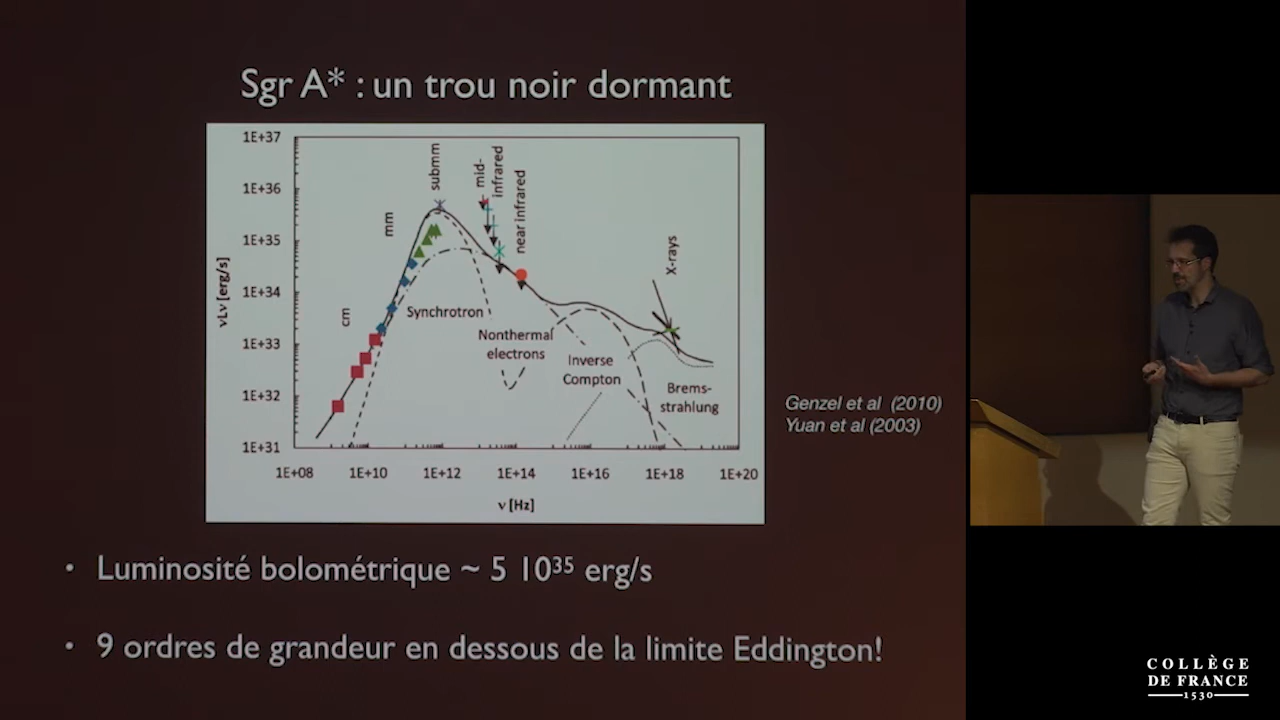 Sgr A* : un trou noir dormant
1E+37
1E+36
1E+35
1E+34
1E+33
1E+32
1E+31
νLν [erg/s]
cm
mm
submm
mid-
infrared
near infrared
X-rays
Synchrotron
Nonthermal
electrons
Inverse
Compton
Brems-
strahlung
1E+08
1E+10
1E+12
1E+14
1E+16
1E+18
1E+20
ν [Hz]
Genzel et al (2010)
Yuan et al (2003)
• Luminosité bolométrique ~ 5 10³⁵ erg/s
• 9 ordres de grandeur en dessous de la limite Eddington!
COLLÈGE
DE FRANCE
1530